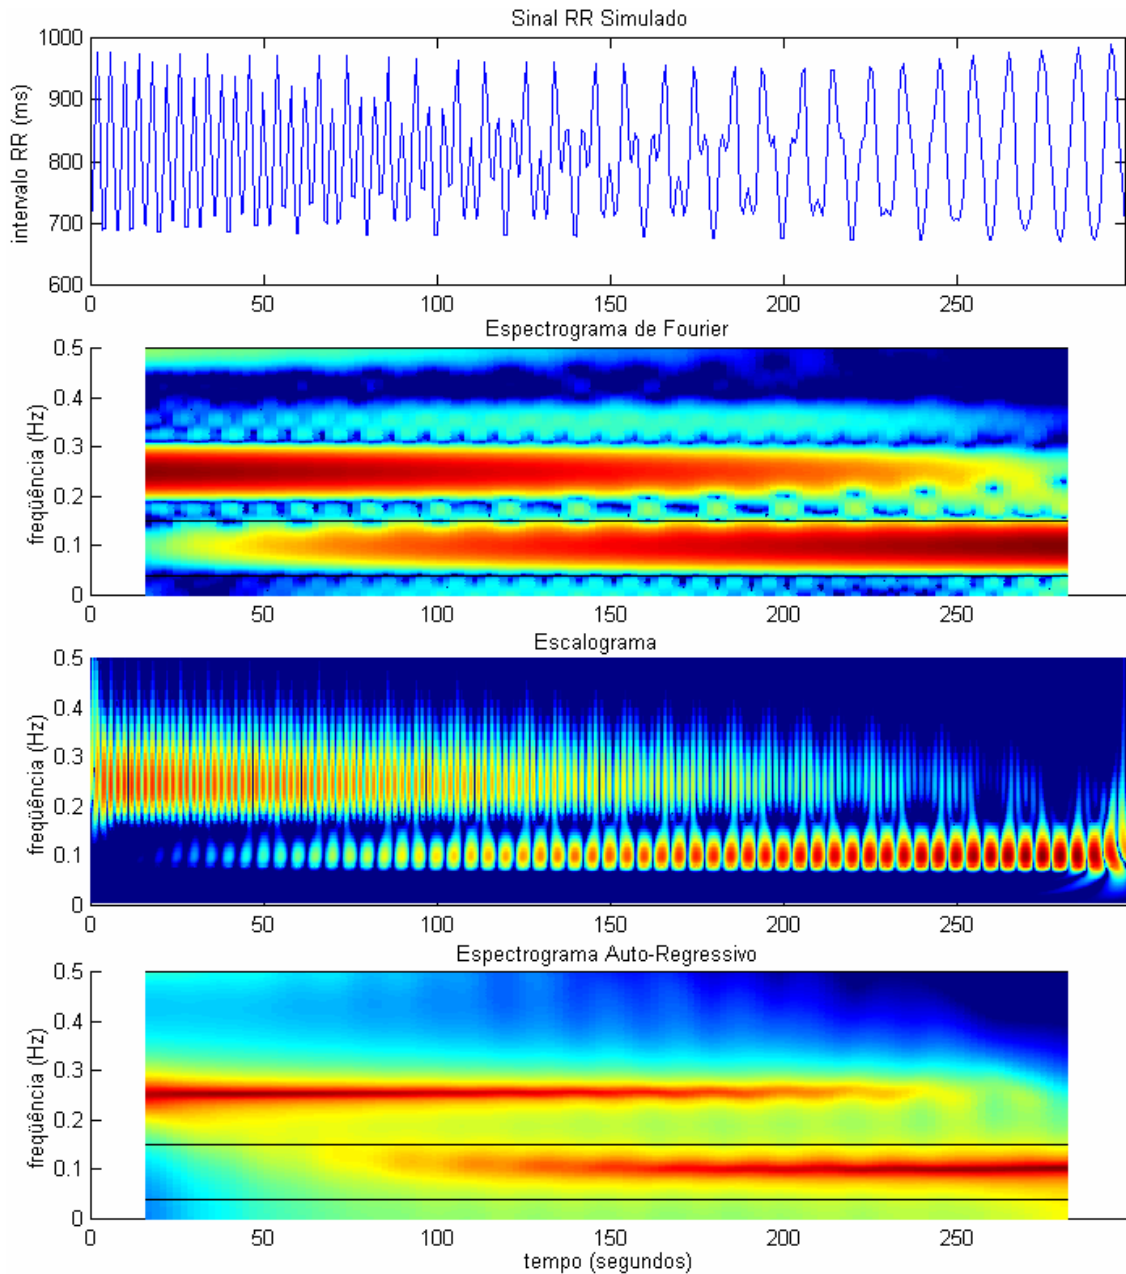 Sinal RR Simulado
1000
900
800
700
600
intervalo RR (ms)
0 50 100 150 200 250
Espectrograma de Fourier
0.5
0.4
0.3
0.2
0.1
0
freqüência (Hz)
0 50 100 150 200 250
Escalograma
0.5
0.4
0.3
0.2
0.1
0
freqüência (Hz)
0 50 100 150 200 250
Espectrograma Auto-Regressivo
0.5
0.4
0.3
0.2
0.1
0
freqüência (Hz)
0 50 100 150 200 250
tempo (segundos)